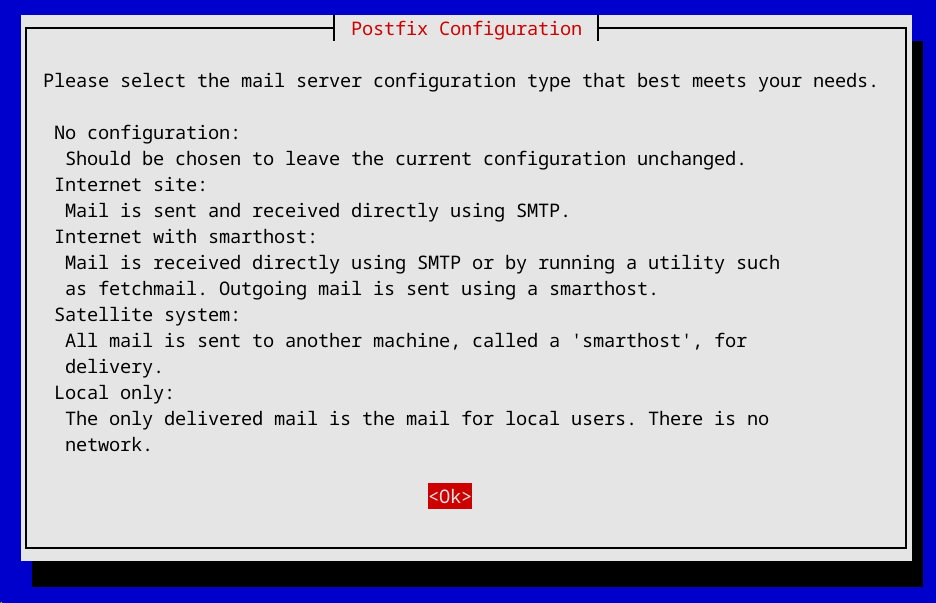 Postfix Configuration
Please select the mail server configuration type that best meets your needs.
No configuration:
Should be chosen to leave the current configuration unchanged.
Internet site:
Mail is sent and received directly using SMTP.
Internet with smarthost:
Mail is received directly using SMTP or by running a utility such
as fetchmail. Outgoing mail is sent using a smarthost.
Satellite system:
All mail is sent to another machine, called a 'smarthost', for
delivery.
Local only:
The only delivered mail is the mail for local users. There is no
network.
<Ok>